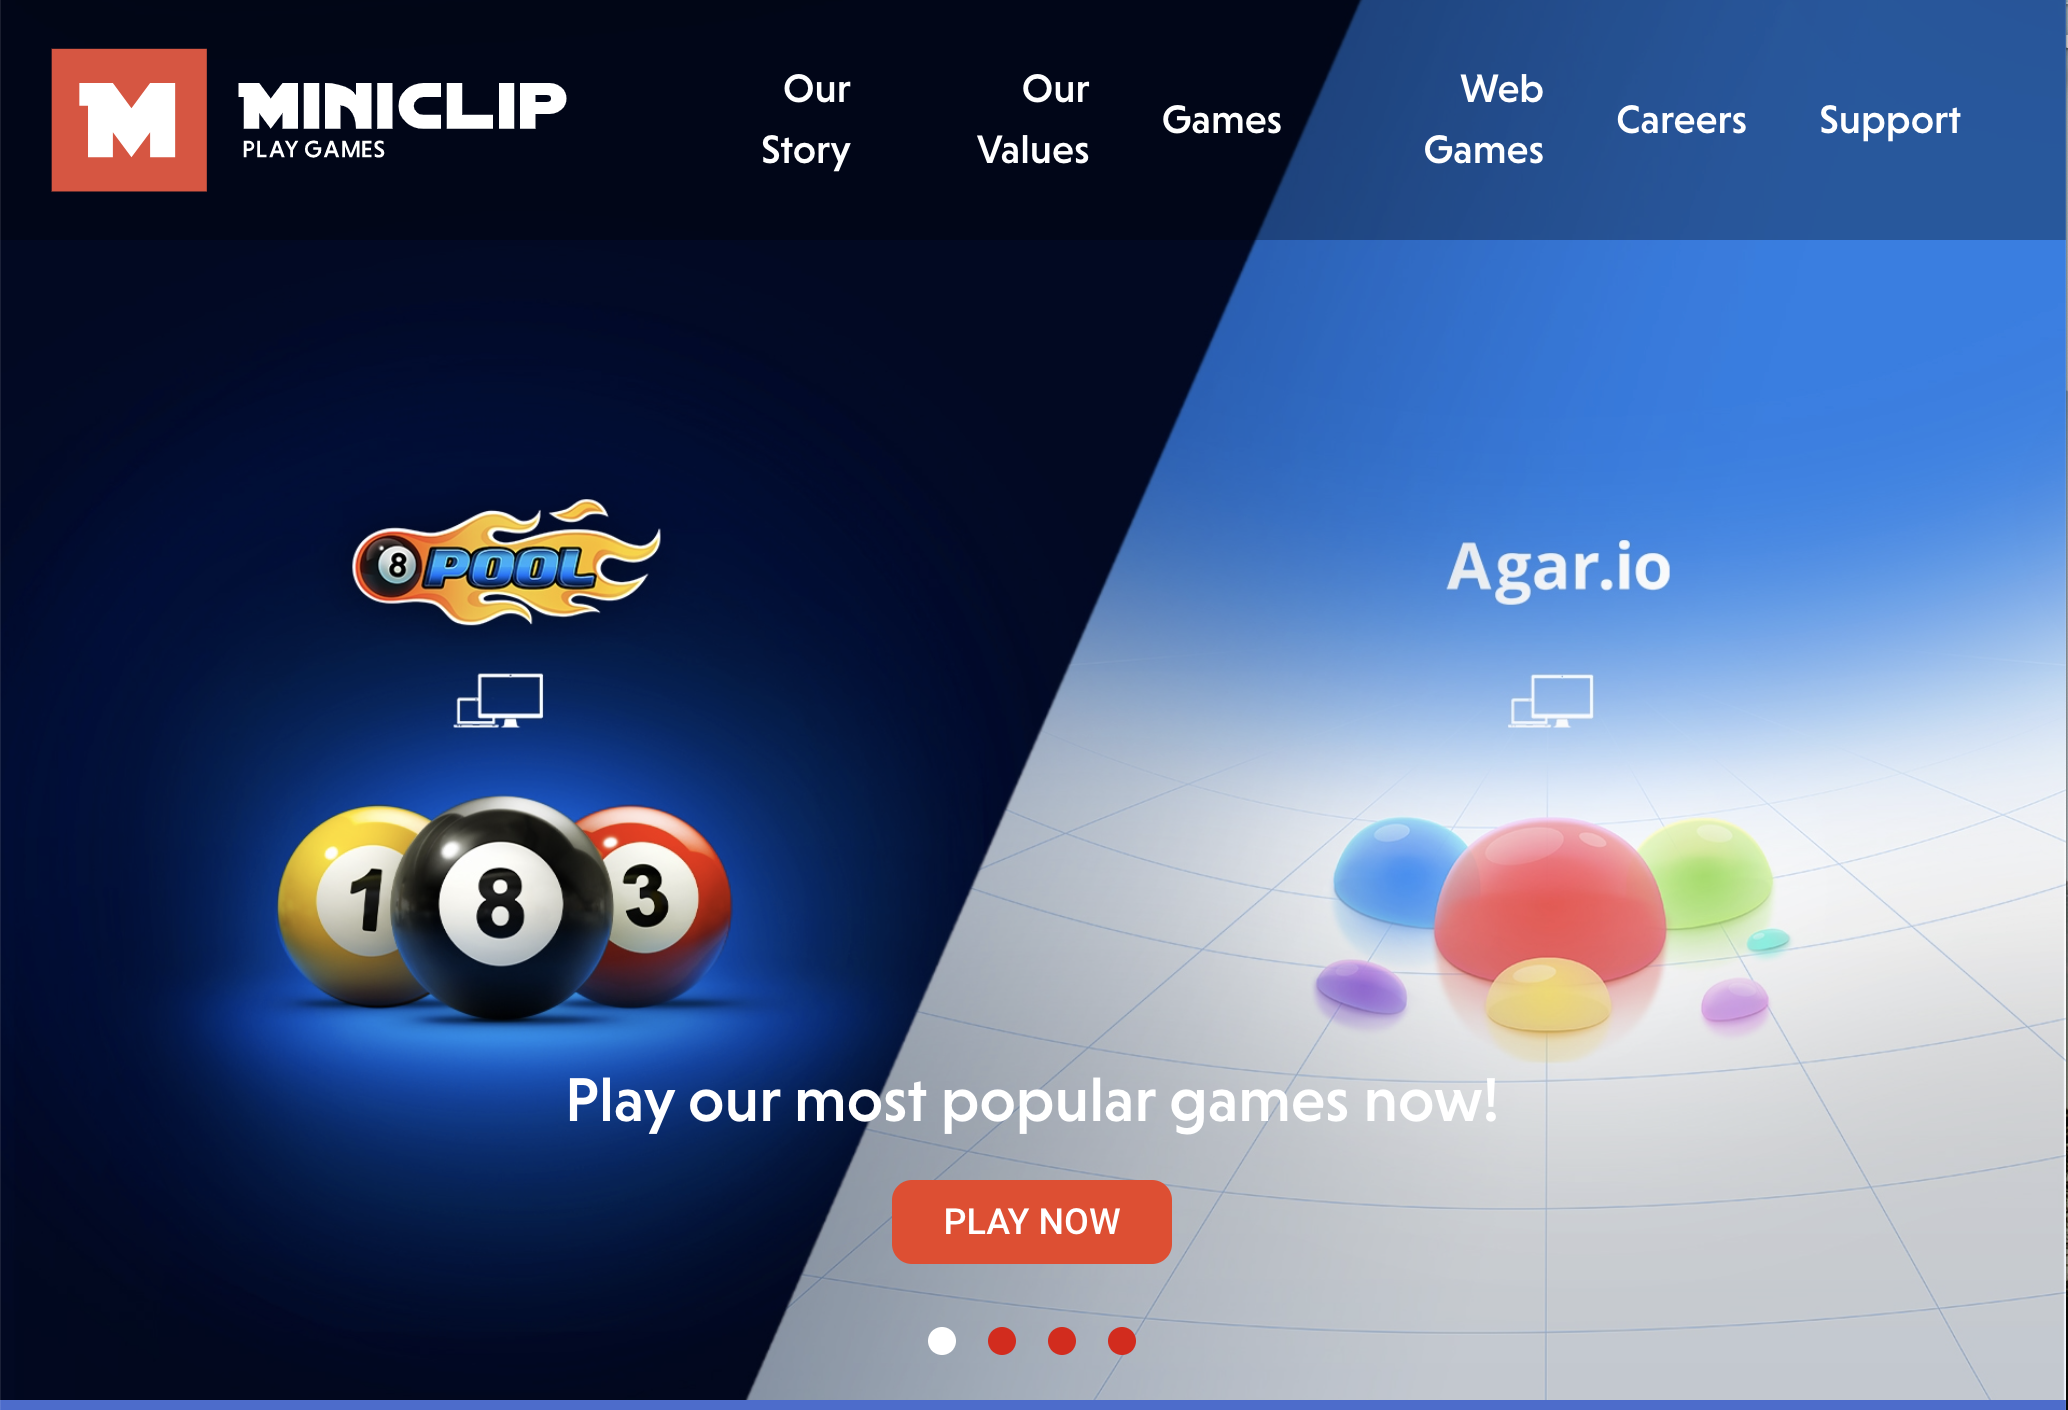 M
MINICLIP
PLAY GAMES
Our
Story
Our
Values
Games
Web
Games
Careers
Support
8 POOL
Agar.io
1
8
3
Play our most popular games now!
PLAY NOW